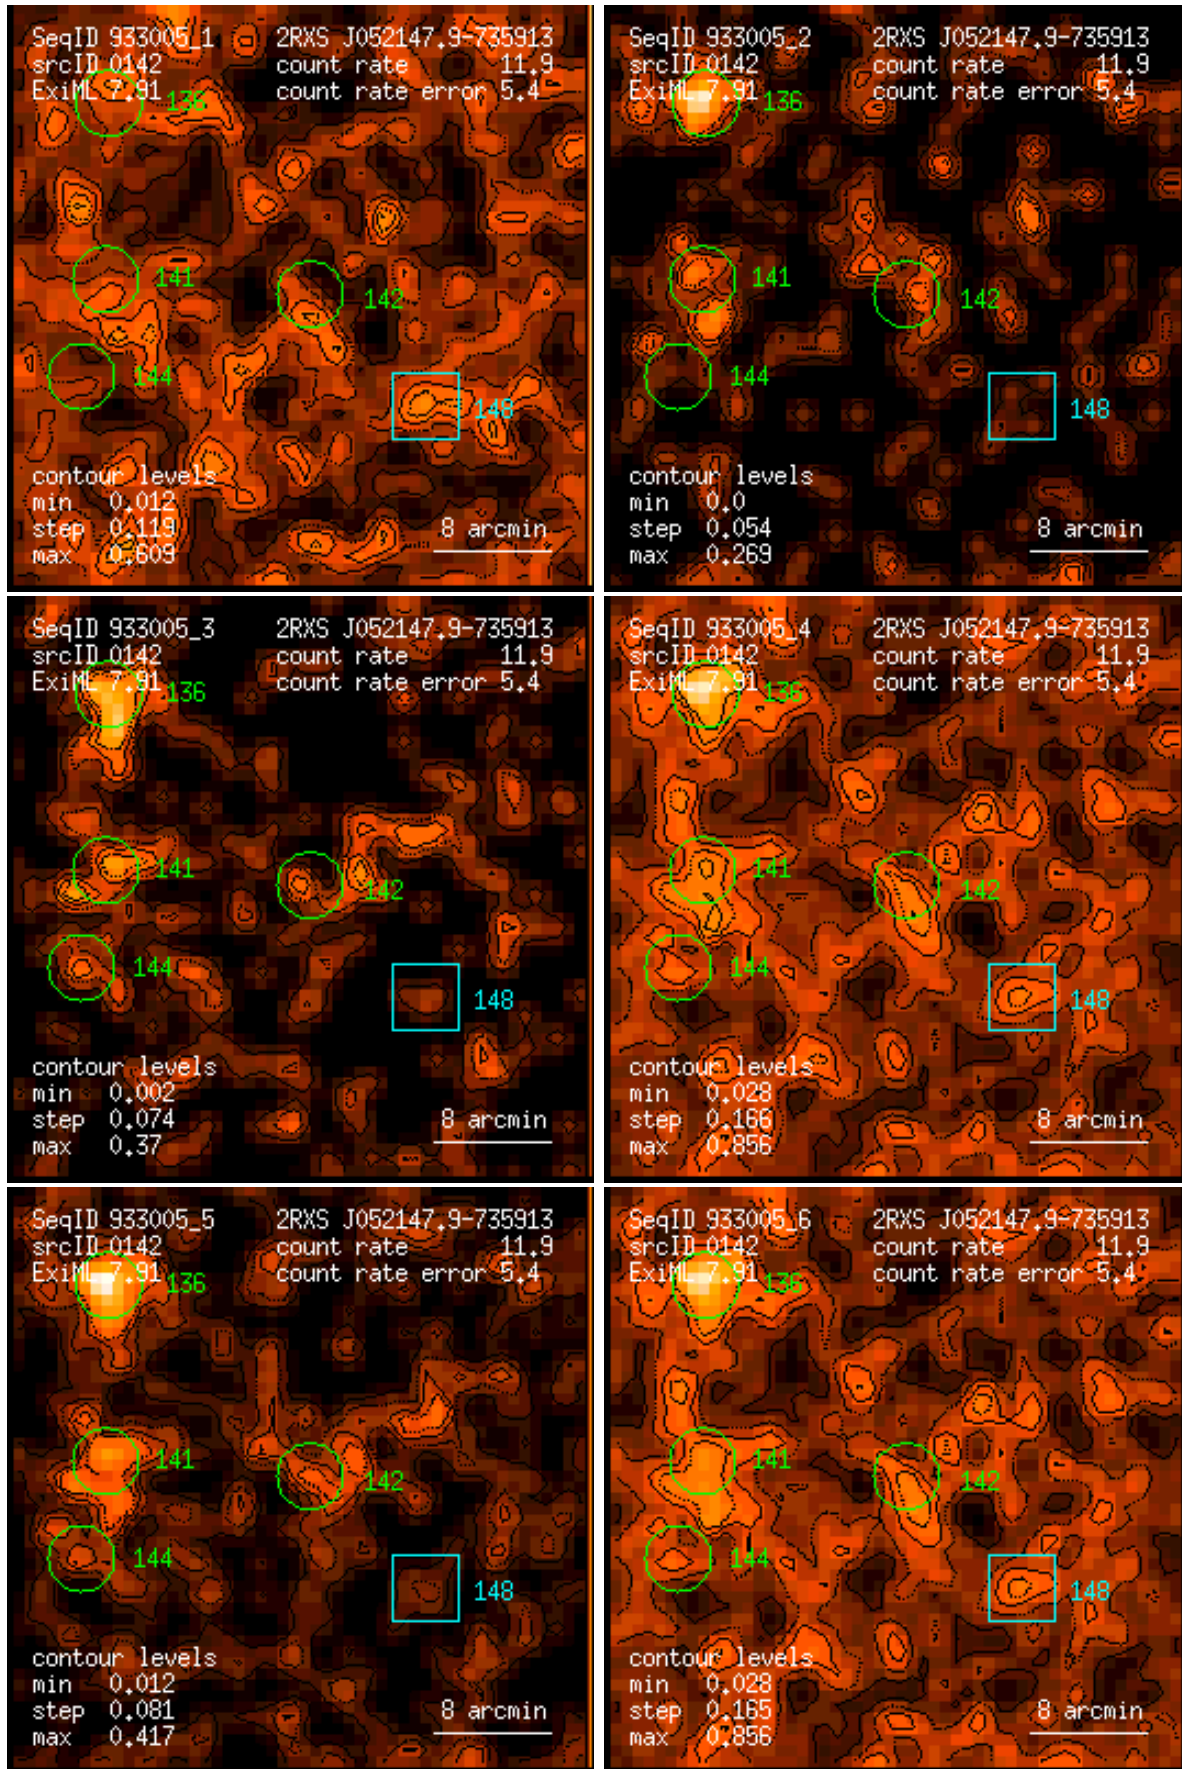 SeqID 933005_1 2RXS J052147.9-735913
srcID 0142 count rate 11.9
ExiML 7.91 count rate error 5.4
136
141
142
144
148
contour levels
min 0.012
step 0.119 8 arcmin
max 0.609
SeqID 933005_2 2RXS J052147.9-735913
srcID 0142 count rate 11.9
ExiML 7.91 count rate error 5.4
136
141
142
144
148
contour levels
min 0.0
step 0.054 8 arcmin
max 0.269
SeqID 933005_3 2RXS J052147.9-735913
srcID 0142 count rate 11.9
ExiML 7.91 count rate error 5.4
136
141
142
144
148
contour levels
min 0.002
step 0.074 8 arcmin
max 0.37
SeqID 933005_4 2RXS J052147.9-735913
srcID 0142 count rate 11.9
ExiML 7.91 count rate error 5.4
136
141
142
144
148
contour levels
min 0.028
step 0.166 8 arcmin
max 0.856
SeqID 933005_5 2RXS J052147.9-735913
srcID 0142 count rate 11.9
ExiML 7.91 count rate error 5.4
136
141
142
144
148
contour levels
min 0.012
step 0.081 8 arcmin
max 0.417
SeqID 933005_6 2RXS J052147.9-735913
srcID 0142 count rate 11.9
ExiML 7.91 count rate error 5.4
136
141
142
144
148
contour levels
min 0.028
step 0.165 8 arcmin
max 0.856